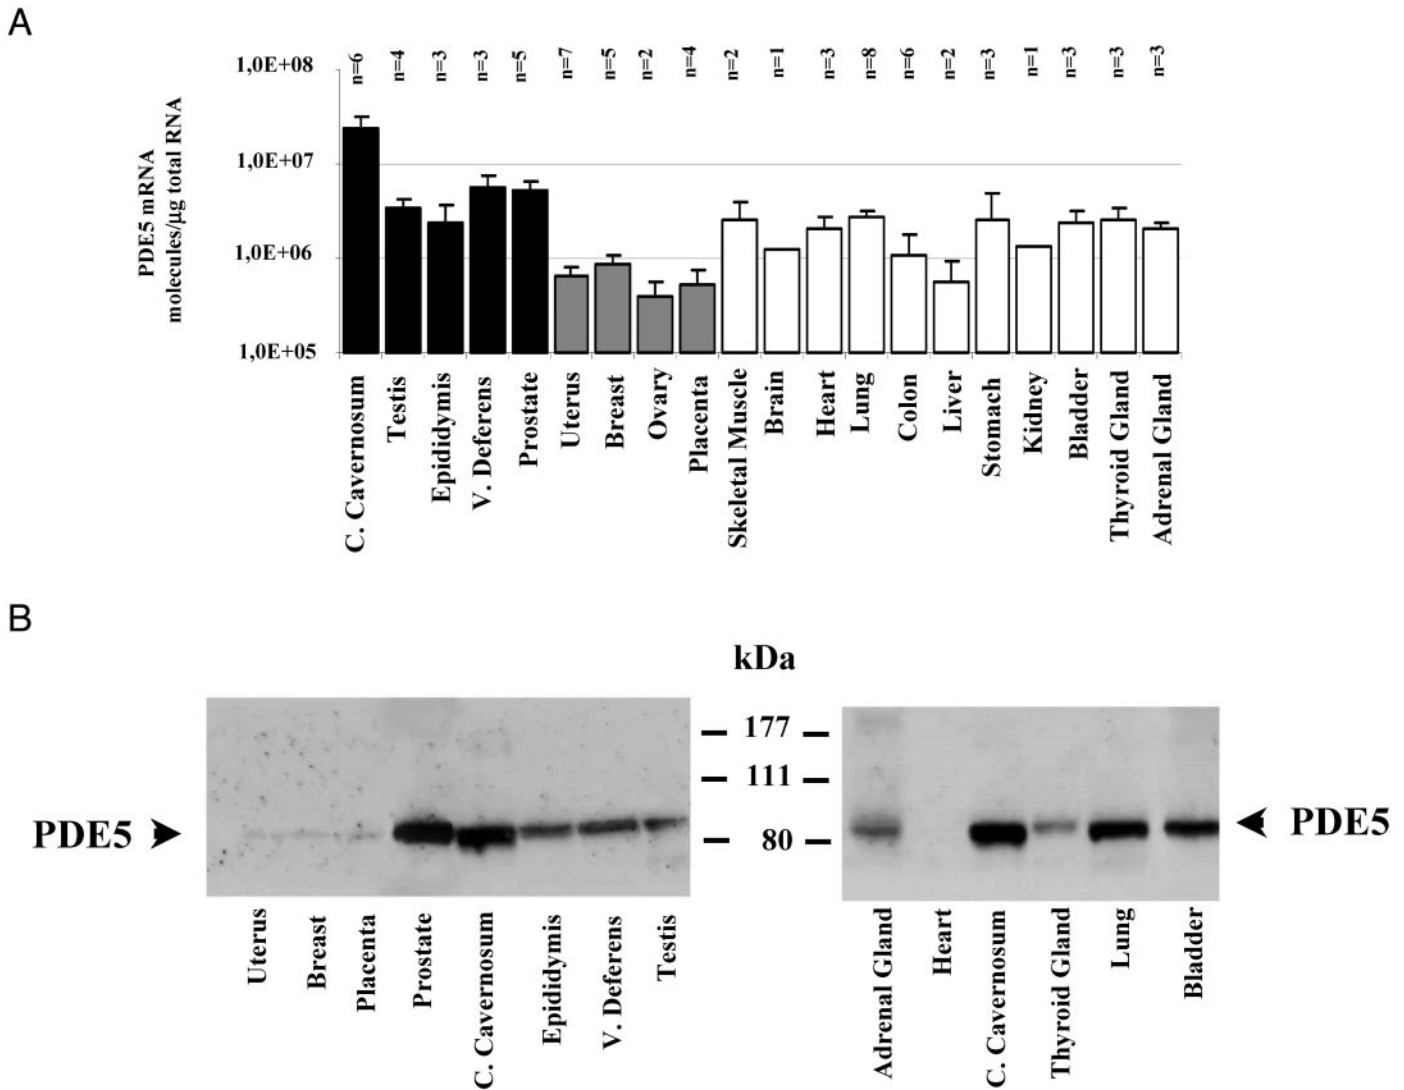 A
n=6 n=4 n=3 n=3 n=5 n=7 n=5 n=2 n=4 n=2 n=1 n=3 n=8 n=6 n=2 n=3 n=1 n=3 n=3 n=3
1,0E+08
1,0E+07
1,0E+06
1,0E+05
PDE5 mRNA
molecules/µg total RNA
C. Cavernosum
Testis
Epididymis
V. Deferens
Prostate
Uterus
Breast
Ovary
Placenta
Skeletal Muscle
Brain
Heart
Lung
Colon
Liver
Stomach
Kidney
Bladder
Thyroid Gland
Adrenal Gland
B
kDa
177
111
80
PDE5
PDE5
Uterus
Breast
Placenta
Prostate
C. Cavernosum
Epididymis
V. Deferens
Testis
Adrenal Gland
Heart
C. Cavernosum
Thyroid Gland
Lung
Bladder